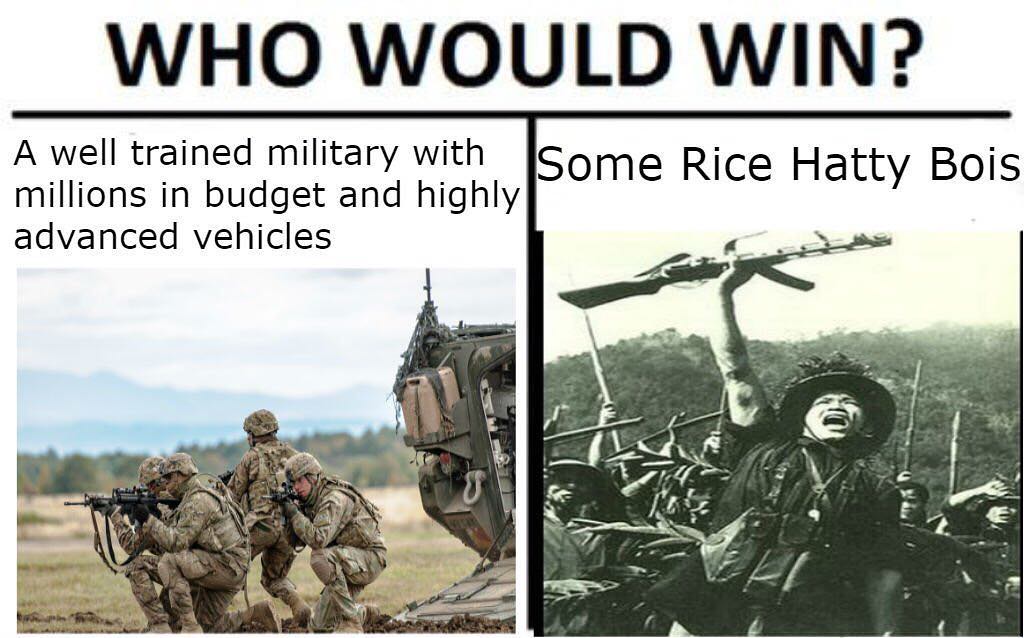 WHO WOULD WIN?
A well trained military with
millions in budget and highly
advanced vehicles
Some Rice Hatty Bois